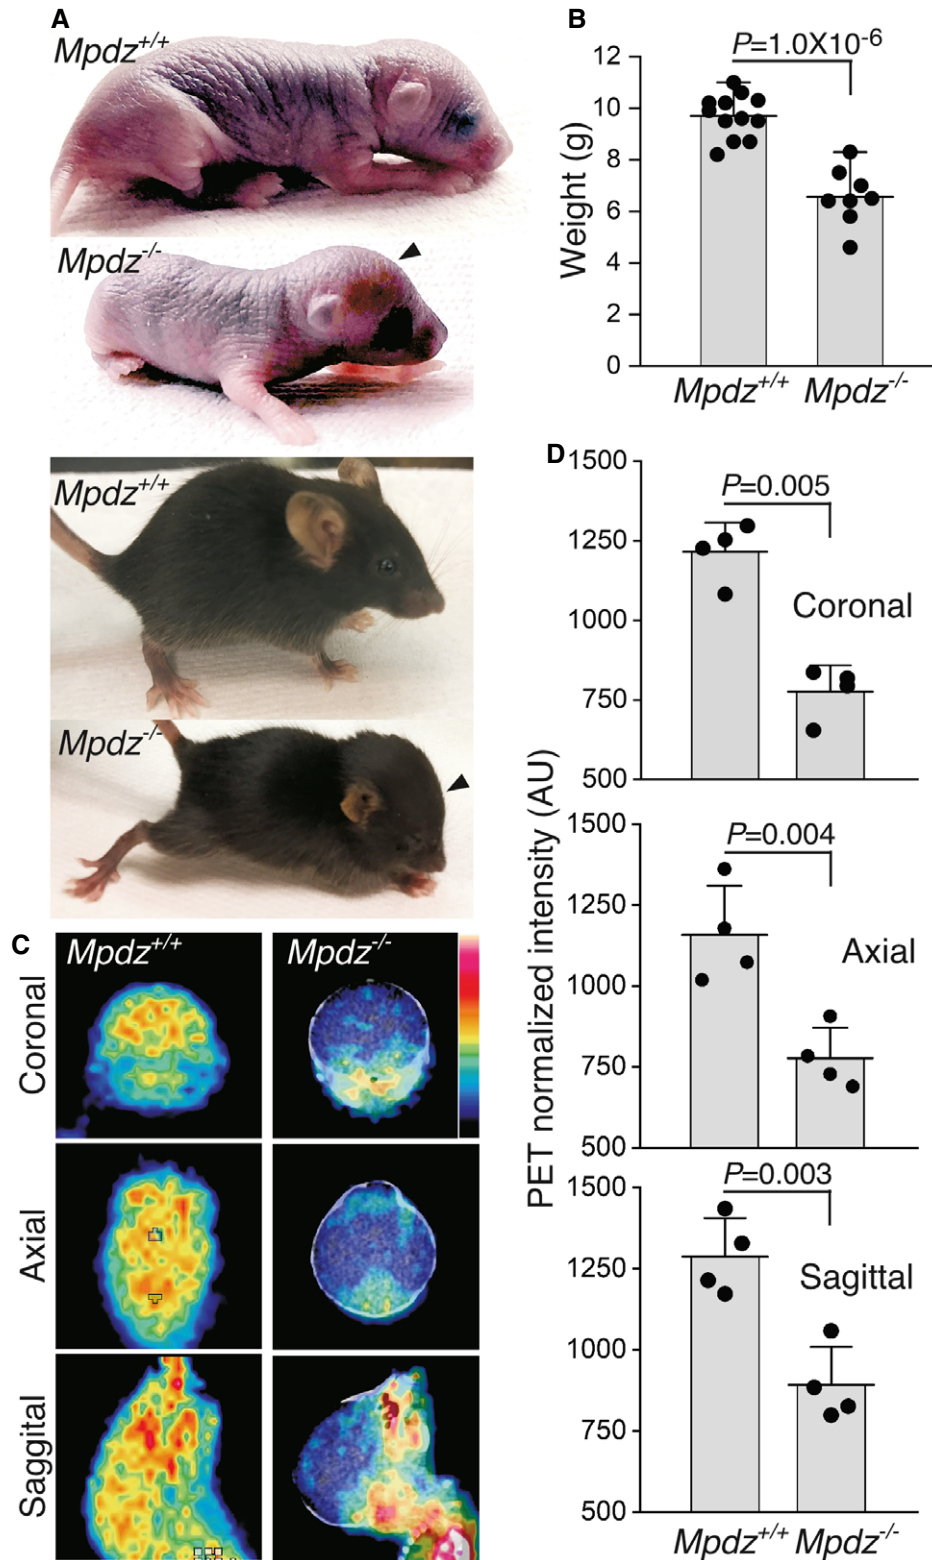 A
Mpdz+/+
Mpdz-/-
Mpdz+/+
Mpdz-/-
B
P=1.0X10-6
Weight (g)
12
10
8
6
4
2
0
Mpdz+/+ Mpdz-/-
C
Mpdz+/+ Mpdz-/-
Coronal
Axial
Saggital
D
PET normalized intensity (AU)
1500
1250
1000
750
500
P=0.005
Coronal
1500
1250
1000
750
500
P=0.004
Axial
1500
1250
1000
750
500
P=0.003
Sagittal
Mpdz+/+ Mpdz-/-